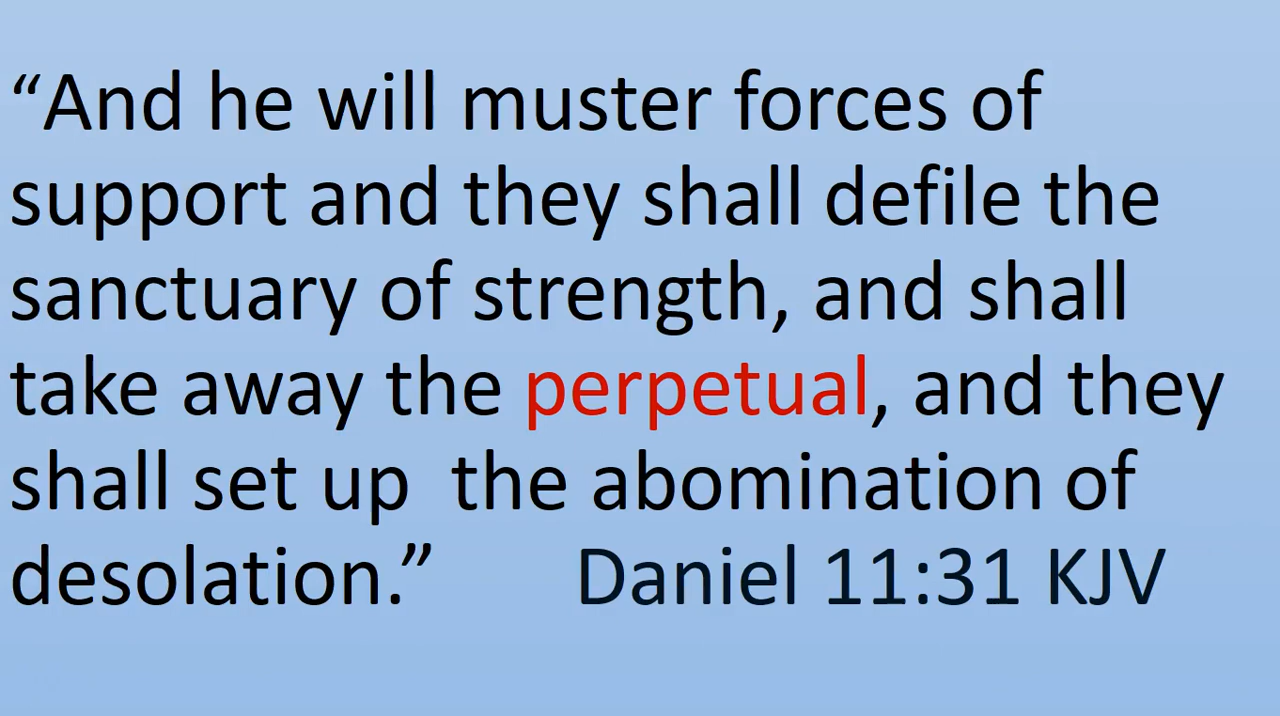 “And he will muster forces of
support and they shall defile the
sanctuary of strength, and shall
take away the perpetual, and they
shall set up  the abomination of
desolation.”     Daniel 11:31 KJV